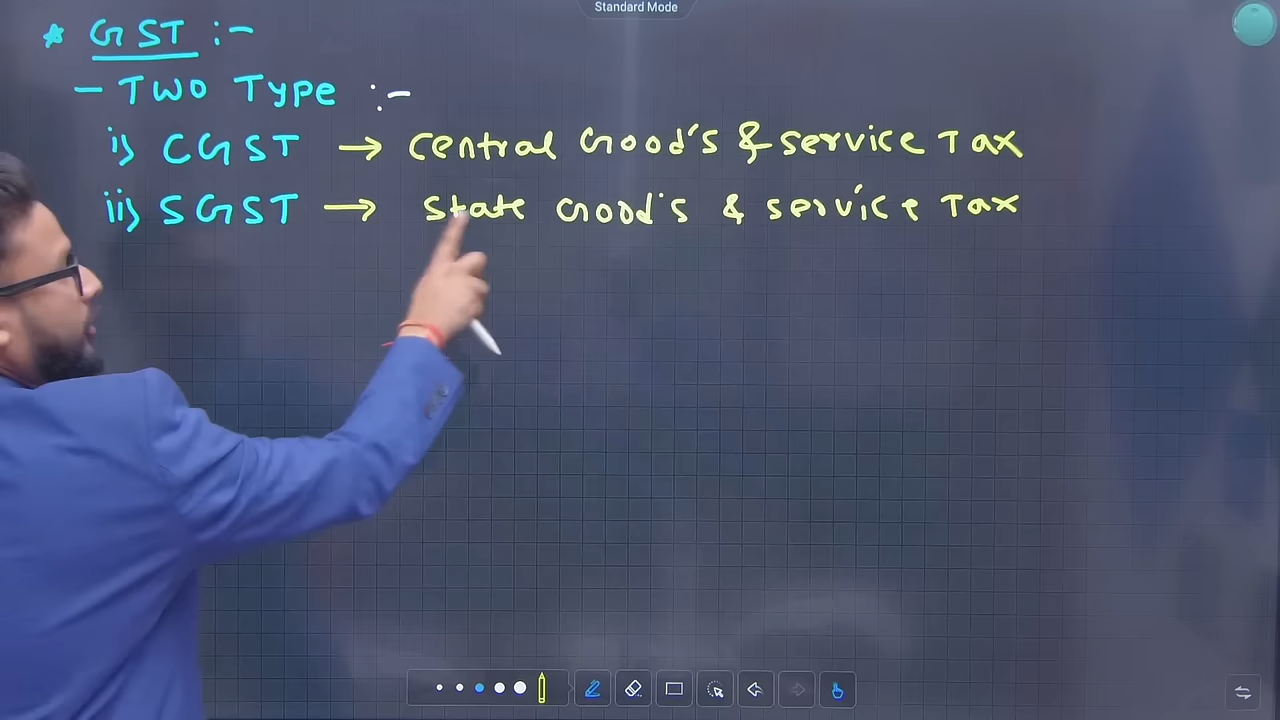 Standard Mode
* GST :-
- TWO Type :-
i) CGST → Central Good's & service Tax
ii) SGST → State Good's & service Tax